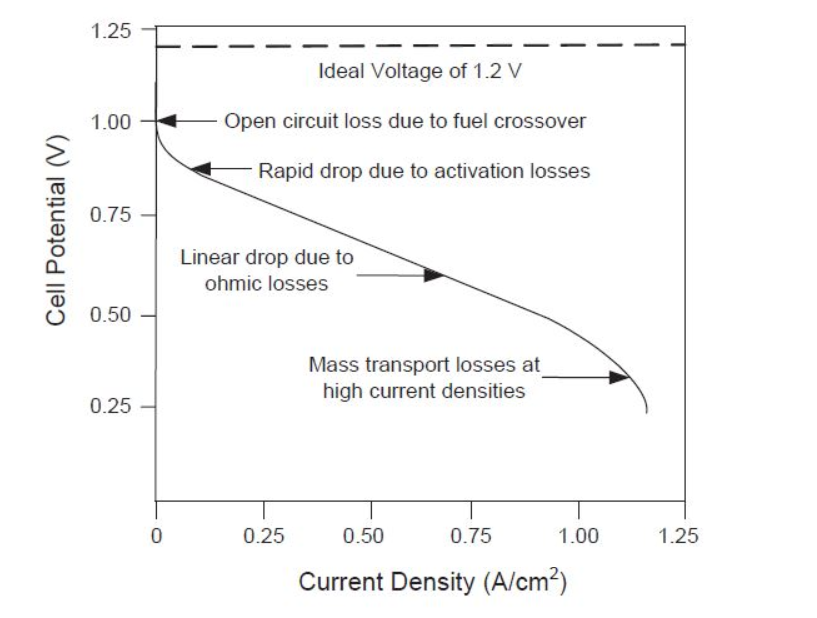 1.25
Ideal Voltage of 1.2 V
1.00
Open circuit loss due to fuel crossover
Rapid drop due to activation losses
0.75
Linear drop due to
ohmic losses
0.50
Mass transport losses at
high current densities
0.25
Cell Potential (V)
0 0.25 0.50 0.75 1.00 1.25
Current Density (A/cm²)